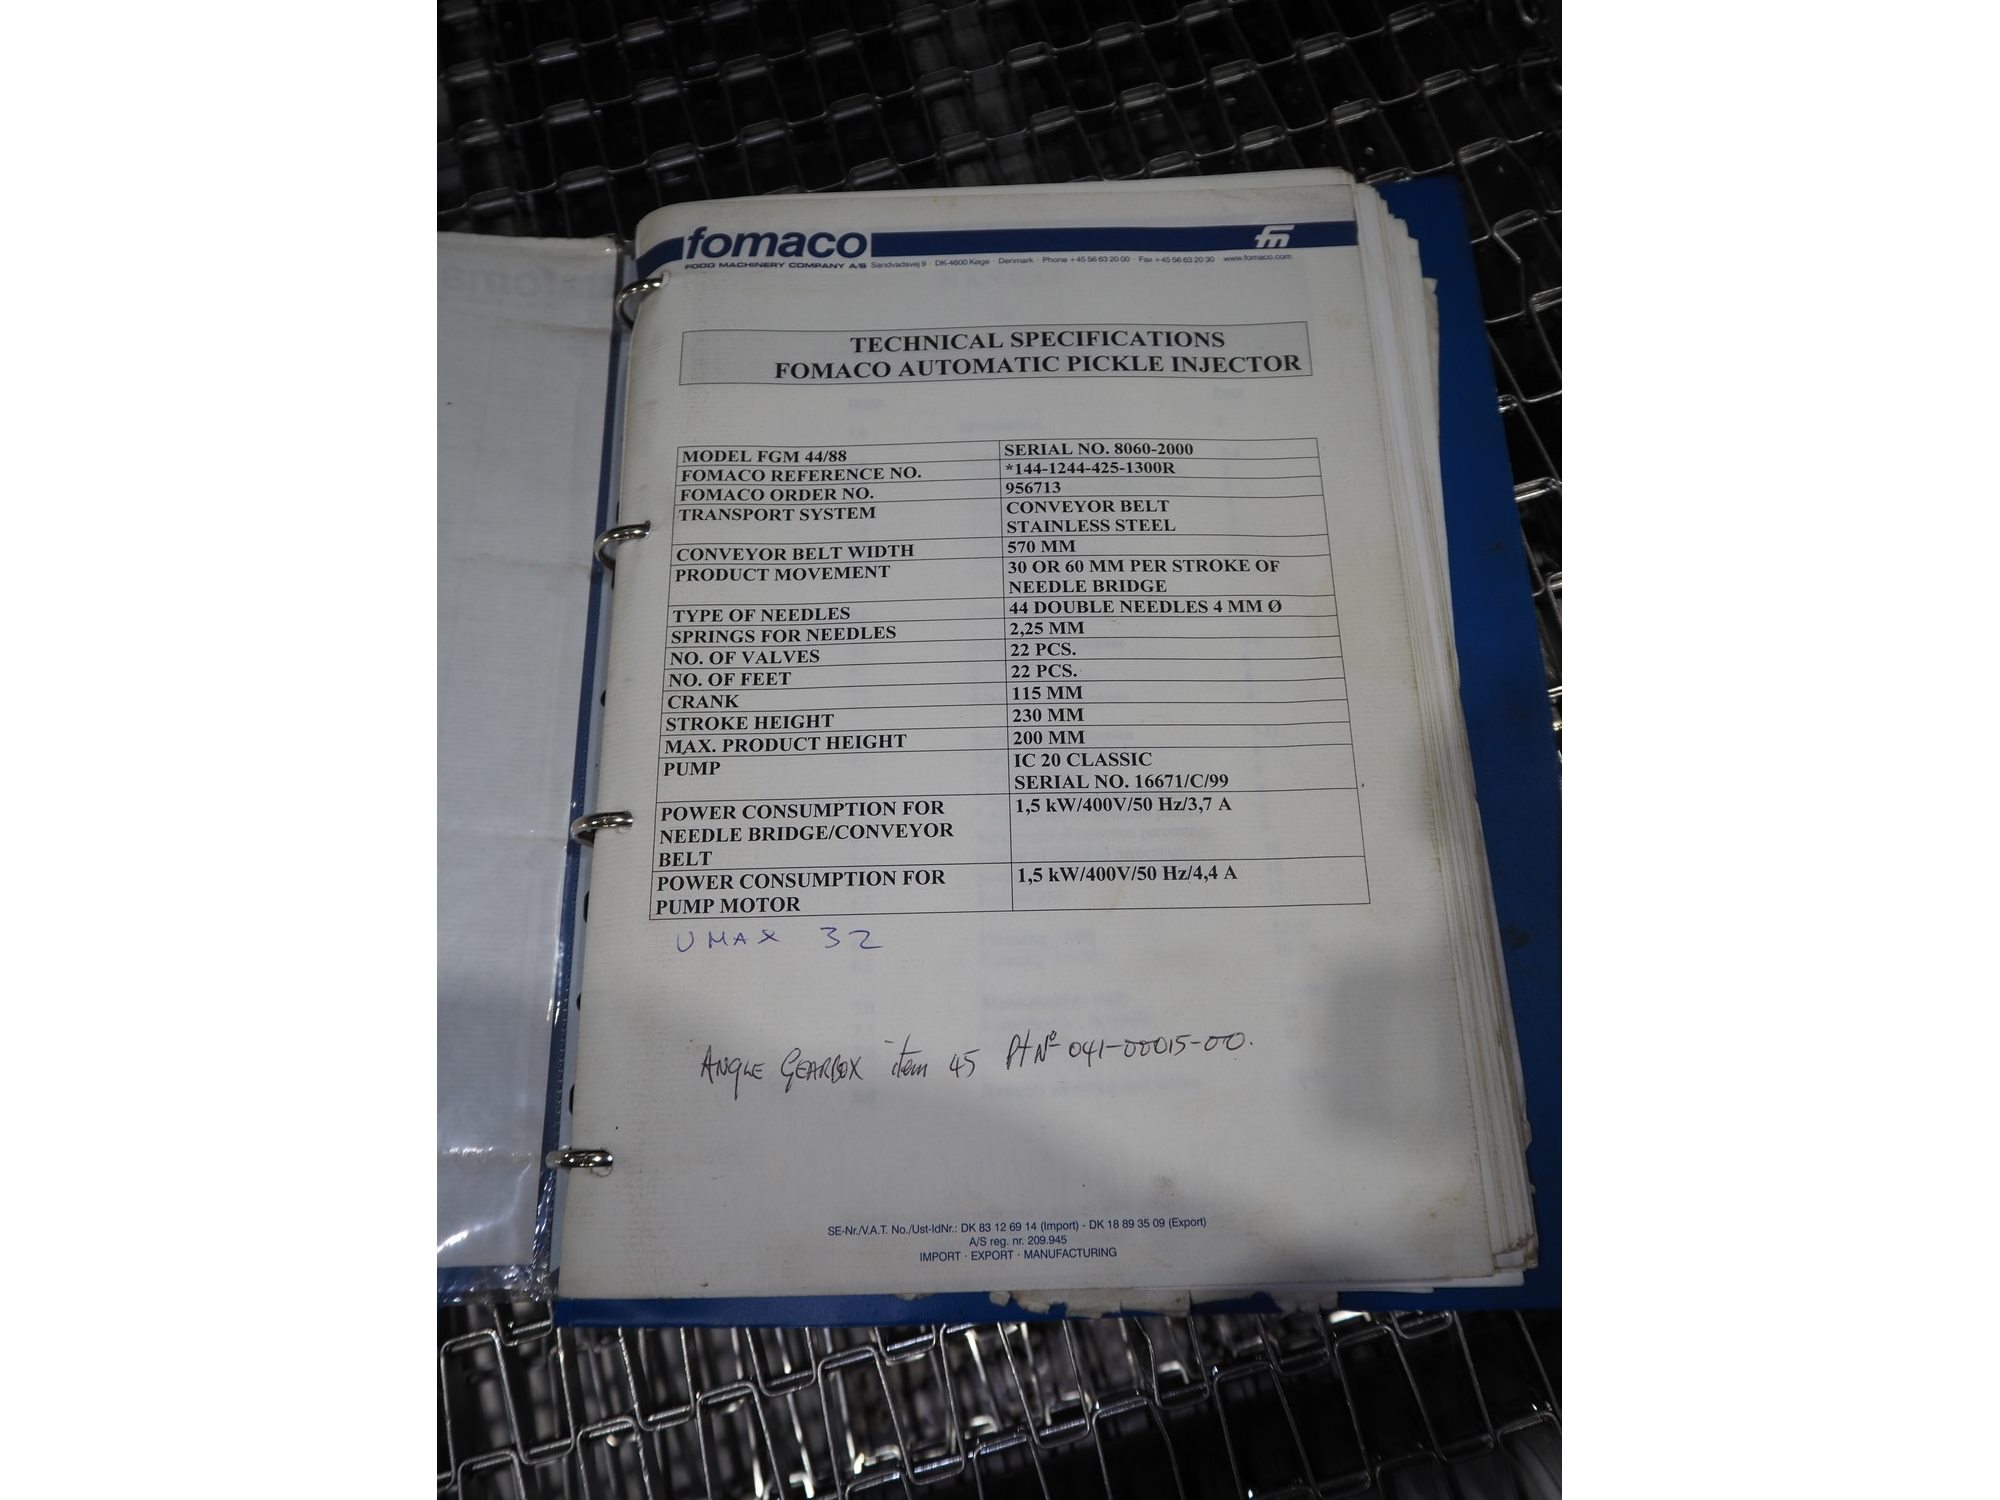 fomaco
fm
FOOD MACHINERY COMPANY A/S Sandvadsvej 9 · DK-4600 Køge · Denmark · Phone +45 56 63 20 00 · Fax +45 56 63 20 30 · www.fomaco.com
TECHNICAL SPECIFICATIONS
FOMACO AUTOMATIC PICKLE INJECTOR
MODEL FGM 44/88 SERIAL NO. 8060-2000
FOMACO REFERENCE NO. *144-1244-425-1300R
FOMACO ORDER NO. 956713
TRANSPORT SYSTEM CONVEYOR BELT
STAINLESS STEEL
CONVEYOR BELT WIDTH 570 MM
PRODUCT MOVEMENT 30 OR 60 MM PER STROKE OF
NEEDLE BRIDGE
TYPE OF NEEDLES 44 DOUBLE NEEDLES 4 MM Ø
SPRINGS FOR NEEDLES 2,25 MM
NO. OF VALVES 22 PCS.
NO. OF FEET 22 PCS.
CRANK 115 MM
STROKE HEIGHT 230 MM
MAX. PRODUCT HEIGHT 200 MM
PUMP IC 20 CLASSIC
SERIAL NO. 16671/C/99
POWER CONSUMPTION FOR 1,5 kW/400V/50 Hz/3,7 A
NEEDLE BRIDGE/CONVEYOR
BELT
POWER CONSUMPTION FOR 1,5 kW/400V/50 Hz/4,4 A
PUMP MOTOR
UMAX 32
ANGLE GEARBOX item 45 Pt Nº 041-00015-00.
SE-Nr./V.A.T. No./Ust-IdNr.: DK 83 12 69 14 (Import) - DK 18 89 35 09 (Export)
A/S reg. nr. 209.945
IMPORT · EXPORT · MANUFACTURING